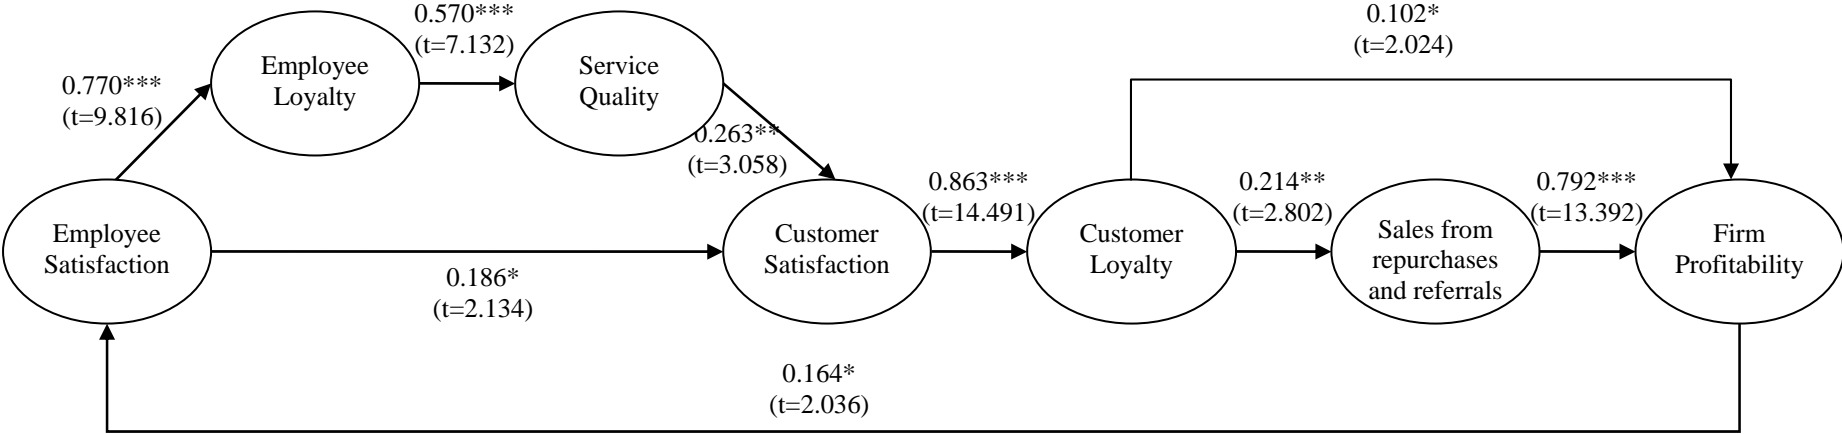 0.570***
(t=7.132)
0.102*
(t=2.024)
Employee
Loyalty
Service
Quality
0.770***
(t=9.816)
0.263**
(t=3.058)
0.863***
(t=14.491)
0.214**
(t=2.802)
0.792***
(t=13.392)
Employee
Satisfaction
Customer
Satisfaction
Customer
Loyalty
Sales from
repurchases
and referrals
Firm
Profitability
0.186*
(t=2.134)
0.164*
(t=2.036)